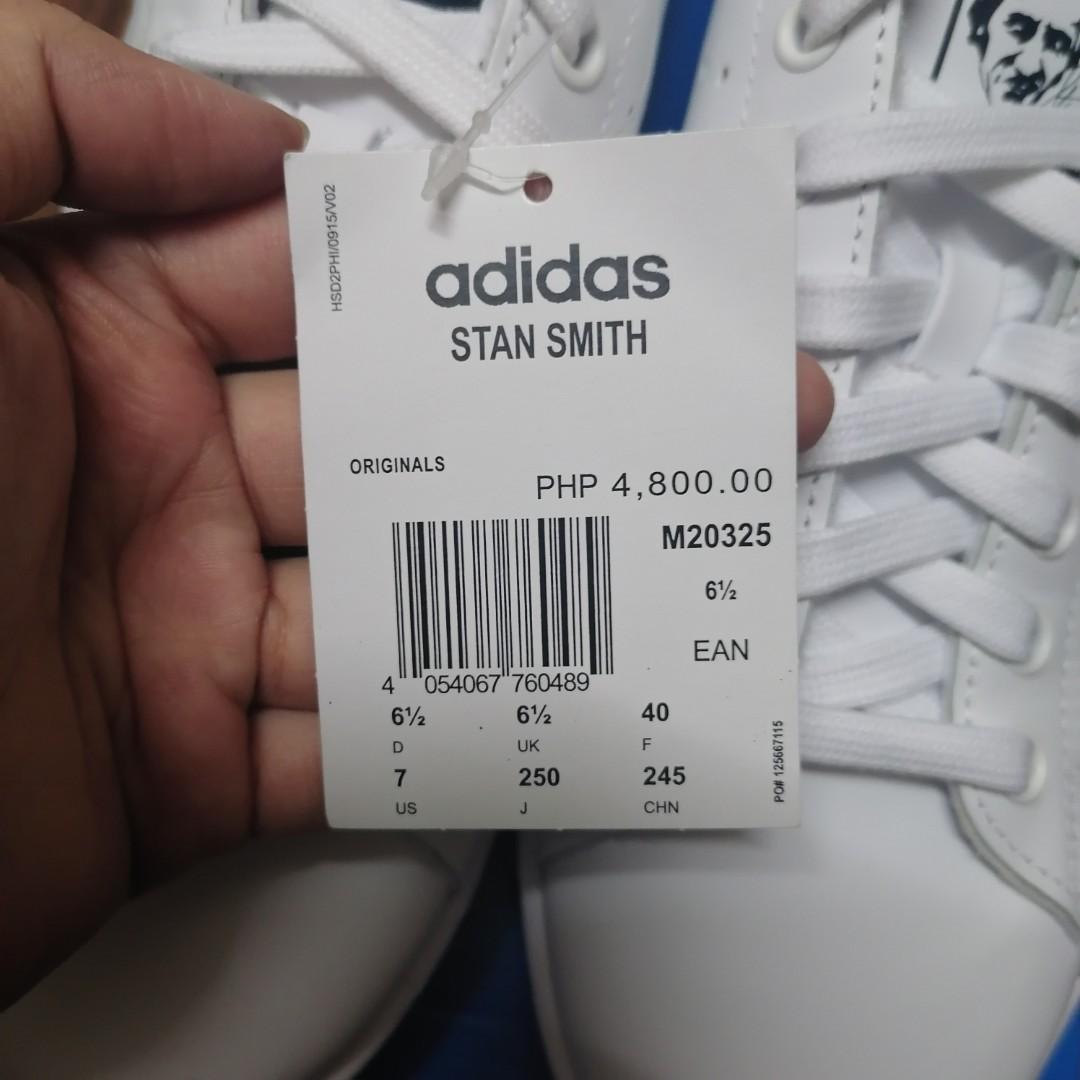 HSD2PHI/0915/V02
adidas
STAN SMITH
ORIGINALS
PHP 4,800.00
M20325
6½
EAN
4 054067 760489
6½ 6½ 40
D UK F
7 250 245
US J CHN
PO# 125667115